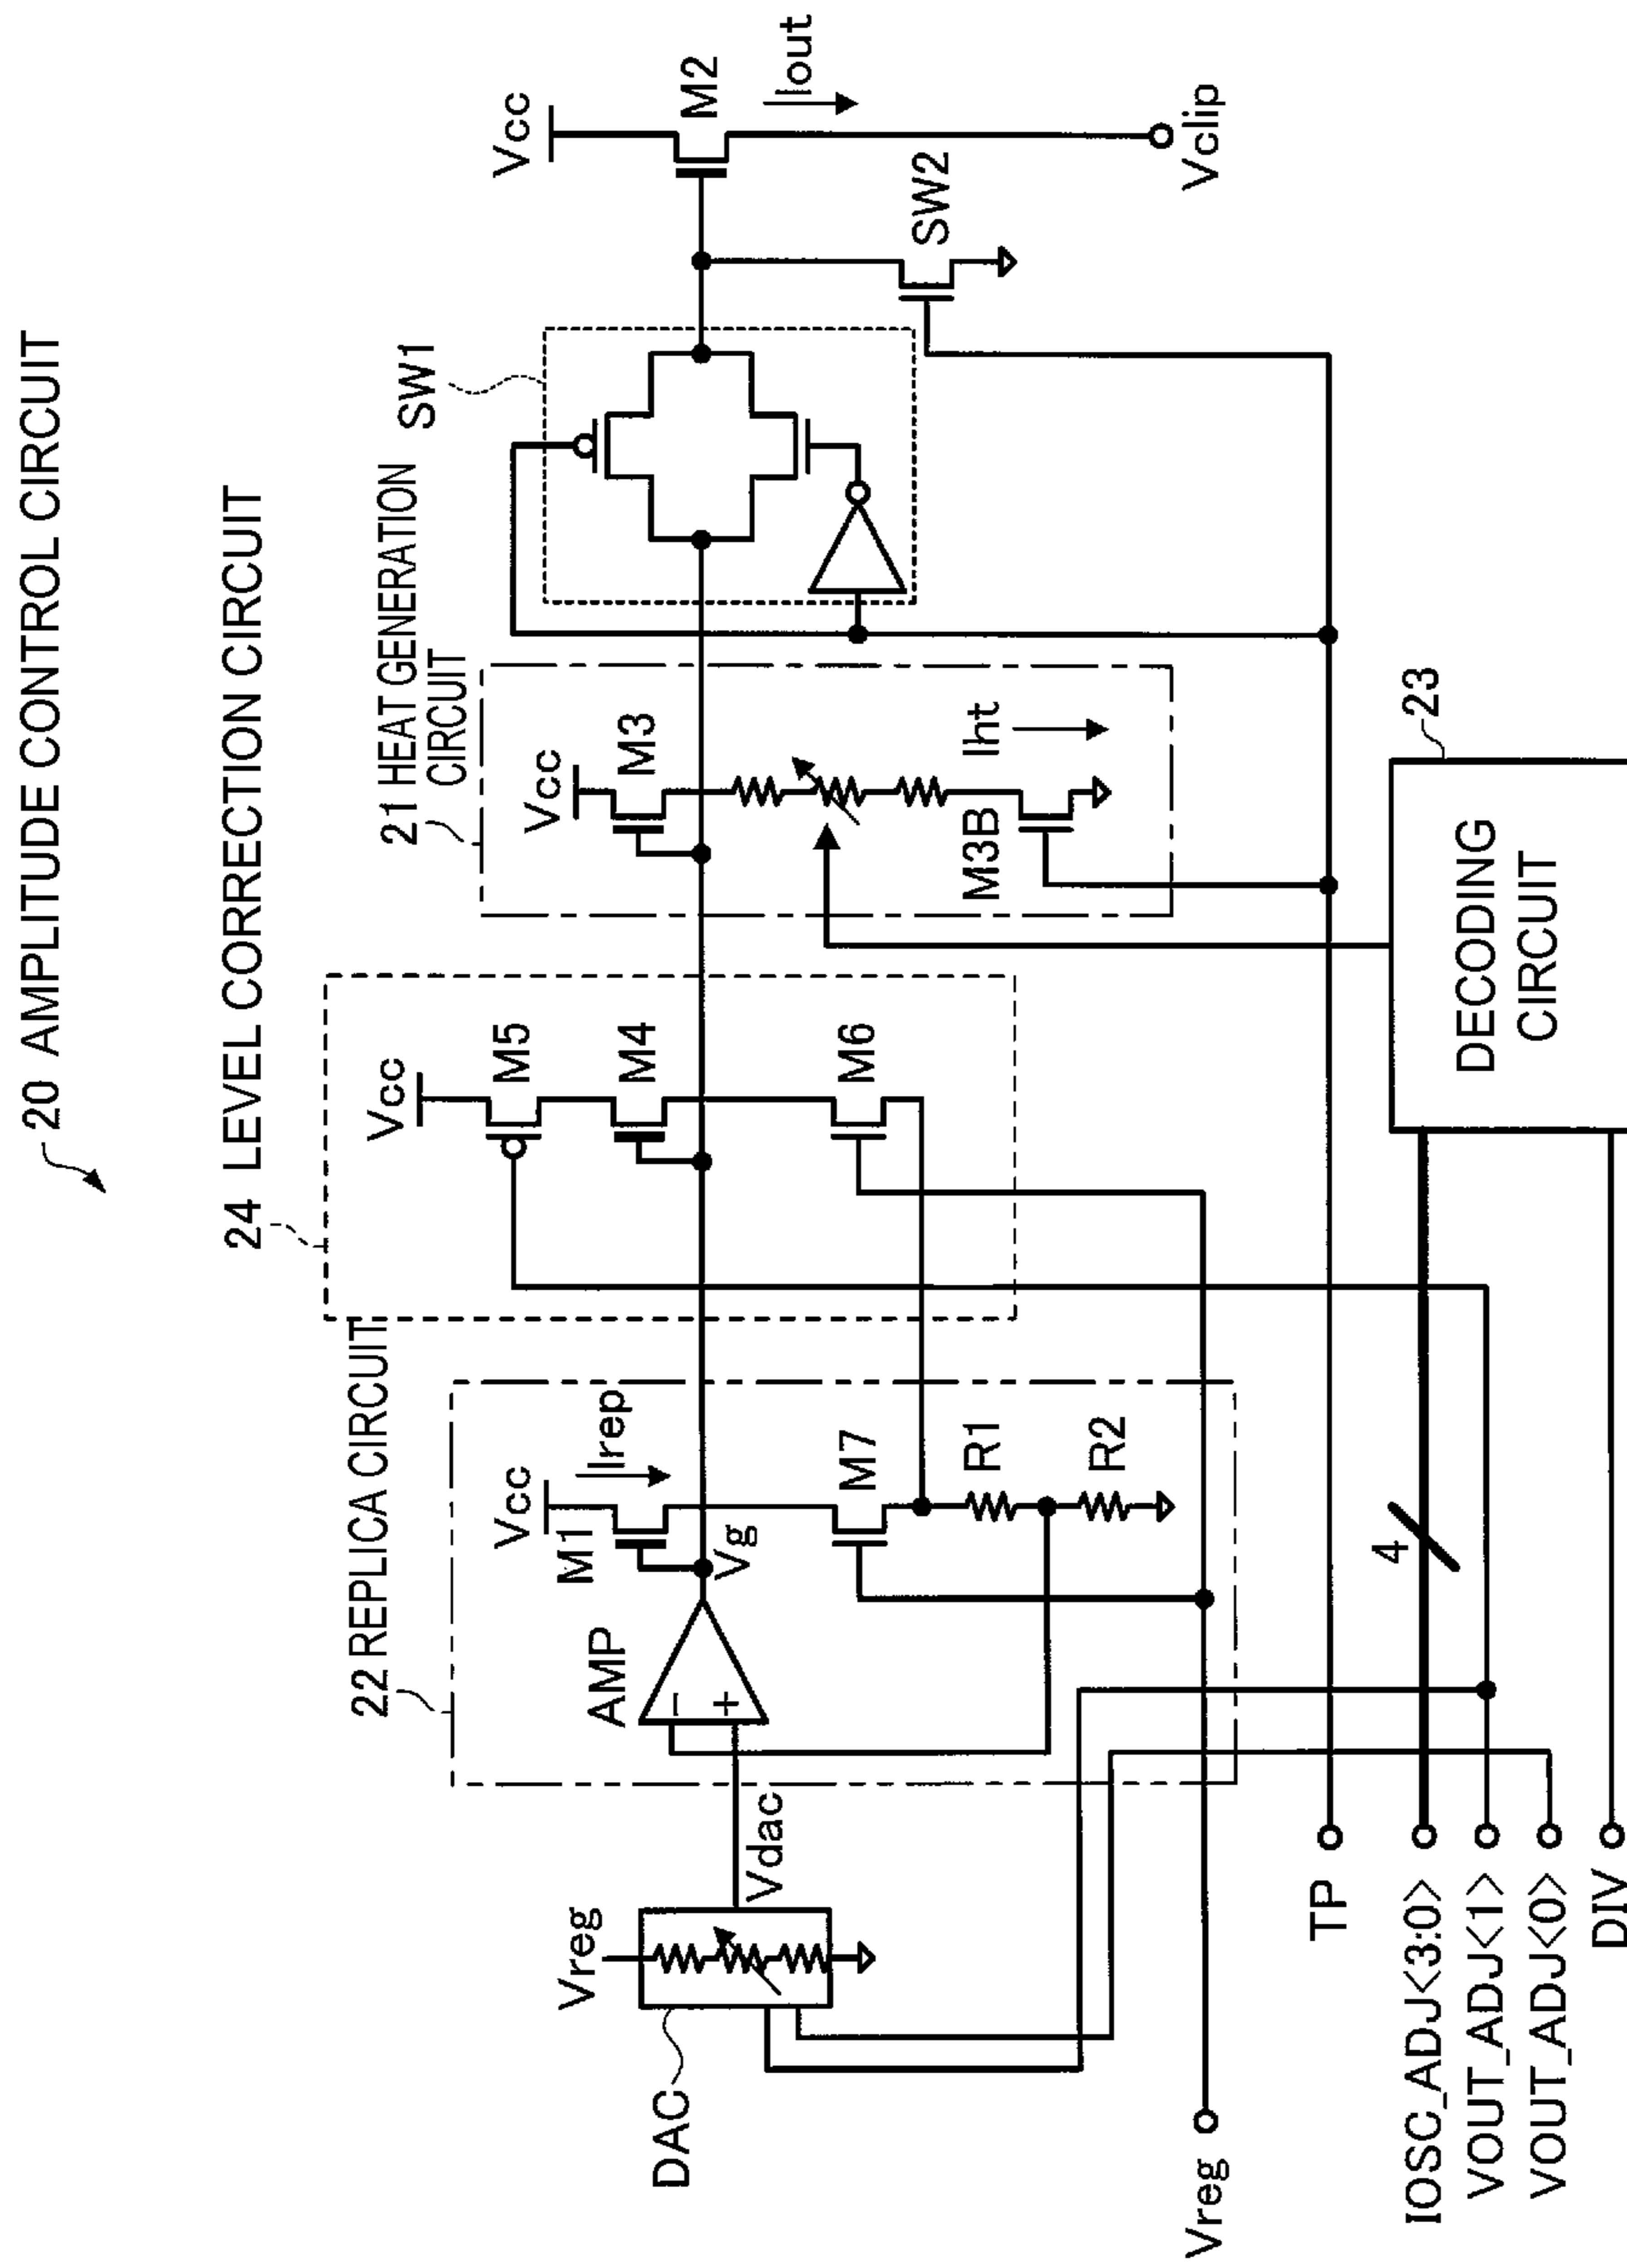 20 AMPLITUDE CONTROL CIRCUIT
24 LEVEL CORRECTION CIRCUIT
22 REPLICA CIRCUIT
21 HEAT GENERATION
CIRCUIT
SW1
Vcc
M5
M4
M6
Vcc
M1
Irep
M7
R1
R2
Vg
AMP
−
+
Vcc
M3
Iht
M3B
Vcc
M2
Iout
SW2
Vclip
Vreg
DAC
Vdac
23
DECODING
CIRCUIT
4
Vreg
TP
IOSC_ADJ<3:0>
VOUT_ADJ<1>
VOUT_ADJ<0>
DIV